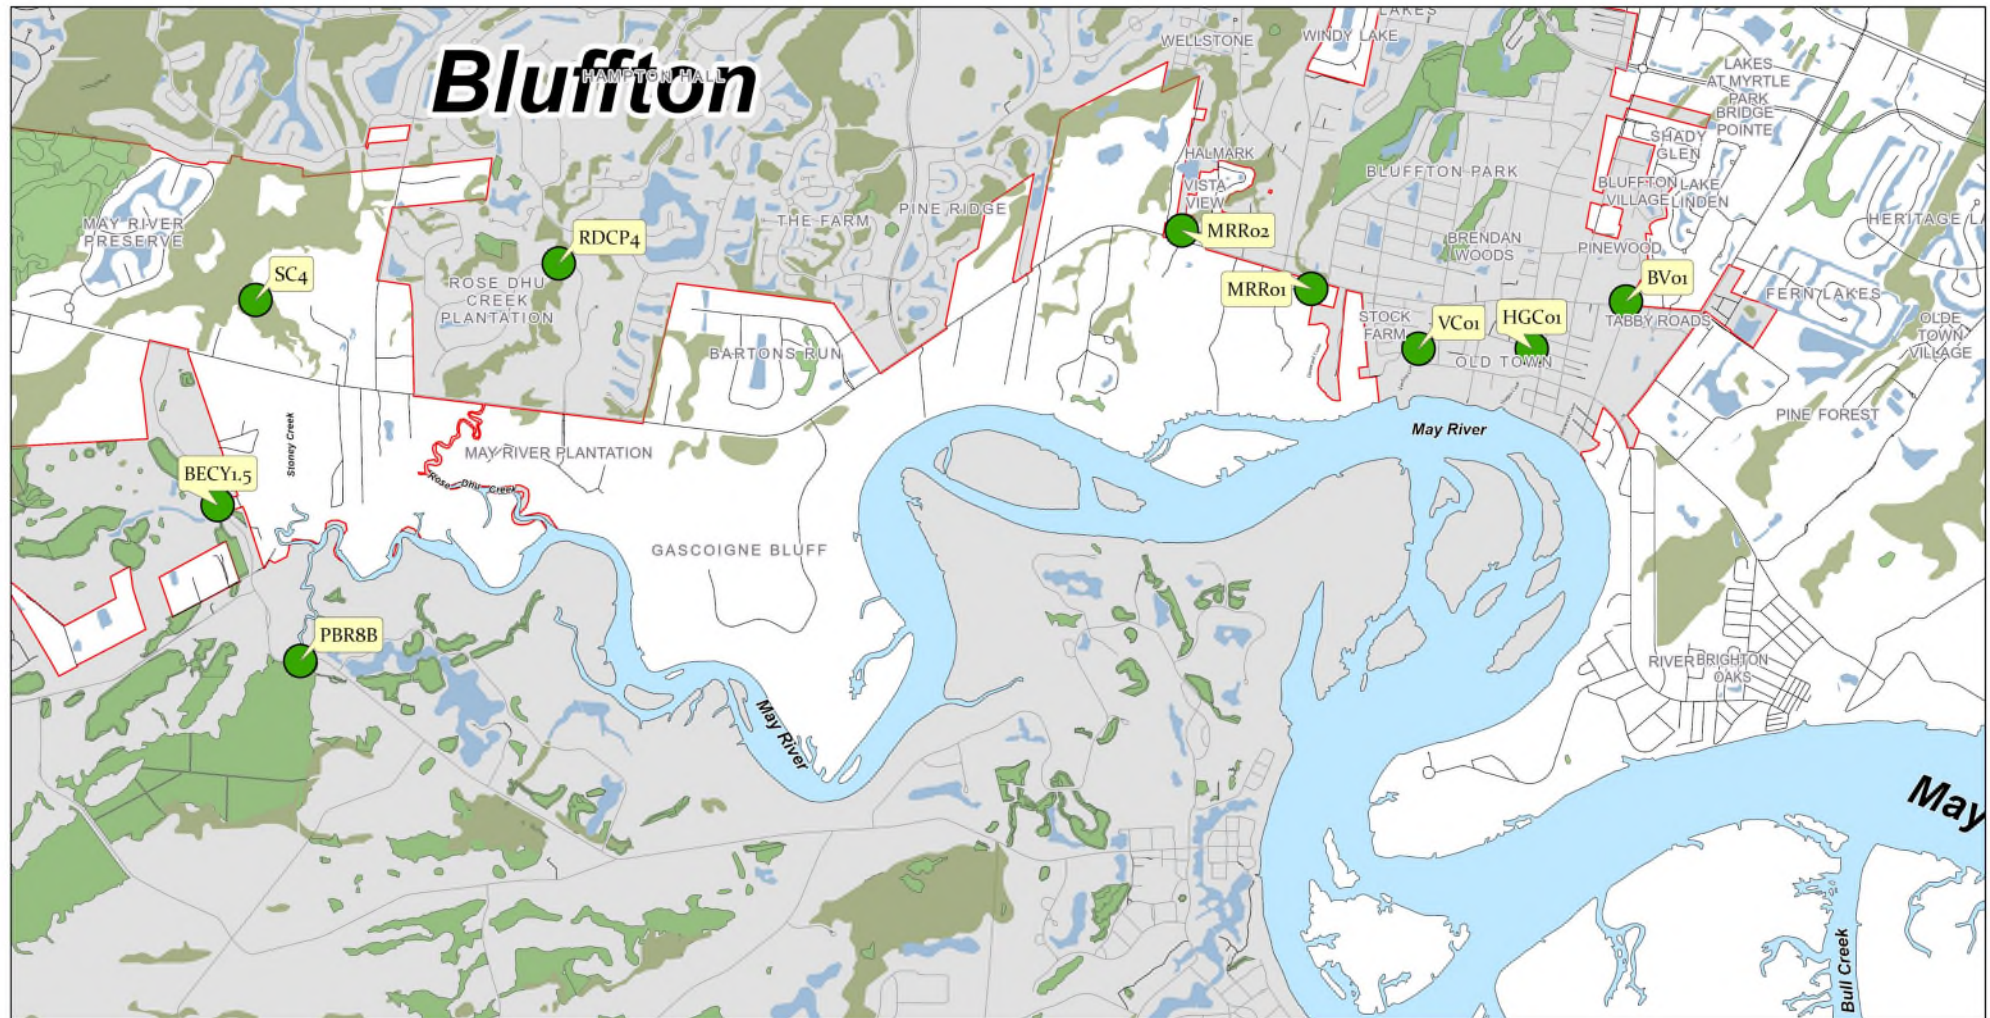 LAKES
WELLSTONE
WINDY LAKE
Bluffton
HAMPTON HALL
LAKES
AT MYRTLE
PARK
BRIDGE
POINTE
SHADY
GLEN
HALMARK
BLUFFTON PARK
VISTA
VIEW
BLUFFTON
VILLAGE
LAKE
LINDEN
MAY RIVER
PRESERVE
THE FARM
PINE RIDGE
HERITAGE LA
RDCP4
MRR02
BRENDAN
WOODS
PINEWOOD
SC4
ROSE DHU
CREEK
PLANTATION
MRR01
BV01
FERN LAKES
STOCK
FARM
VC01
HGC01
TABBY ROADS
OLDE
TOWN
VILLAGE
BARTONS RUN
OLD TOWN
PINE FOREST
May River
Stoney Creek
MAY RIVER PLANTATION
BECY1.5
Rose Dhu Creek
GASCOIGNE BLUFF
PBR8B
RIVER
BRIGHTON
OAKS
May River
May
Bull Creek